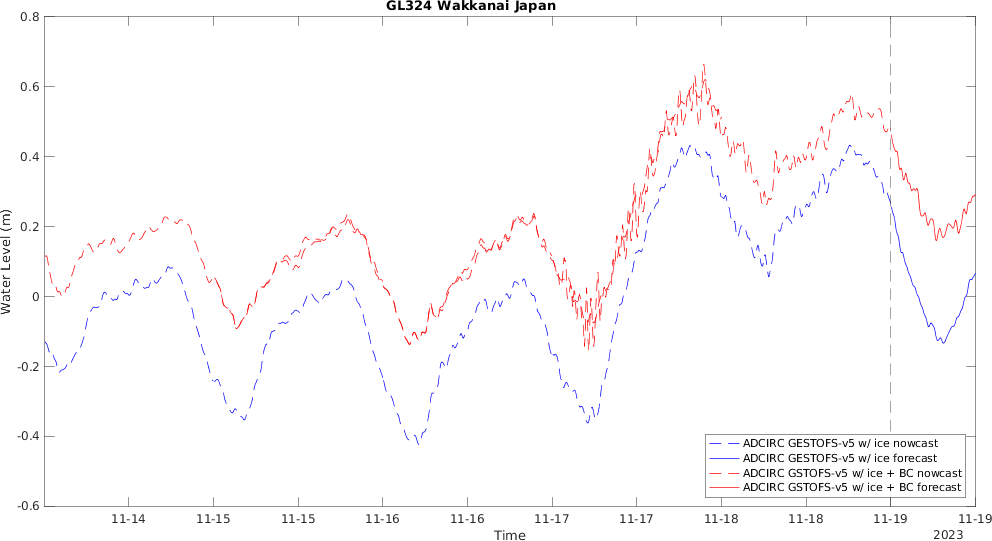 GL324 Wakkanai Japan
0.8
0.6
0.4
0.2
0
-0.2
-0.4
-0.6
Water Level (m)
ADCIRC GESTOFS-v5 w/ ice nowcast
ADCIRC GESTOFS-v5 w/ ice forecast
ADCIRC GSTOFS-v5 w/ ice + BC nowcast
ADCIRC GSTOFS-v5 w/ ice + BC forecast
11-14 11-15 11-15 11-16 11-16 11-17 11-17 11-18 11-18 11-19 11-19
Time
2023